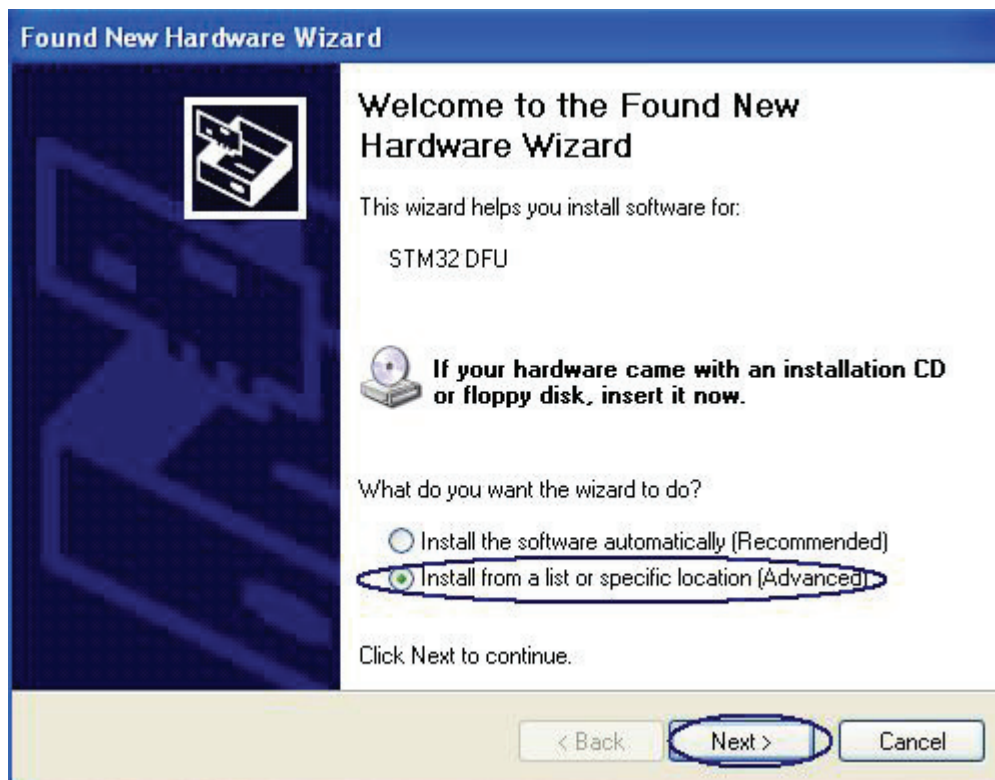 Found New Hardware Wizard
Welcome to the Found New
Hardware Wizard
This wizard helps you install software for:
STM32 DFU
If your hardware came with an installation CD
or floppy disk, insert it now.
What do you want the wizard to do?
Install the software automatically (Recommended)
Install from a list or specific location (Advanced)
Click Next to continue.
< Back Next > Cancel